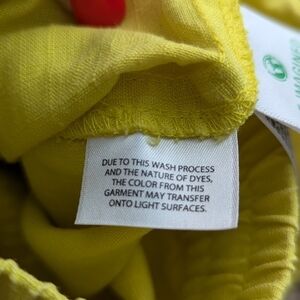 DUE TO THIS WASH PROCESS
AND THE NATURE OF DYES,
THE COLOR FROM THIS
GARMENT MAY TRANSFER
ONTO LIGHT SURFACES.